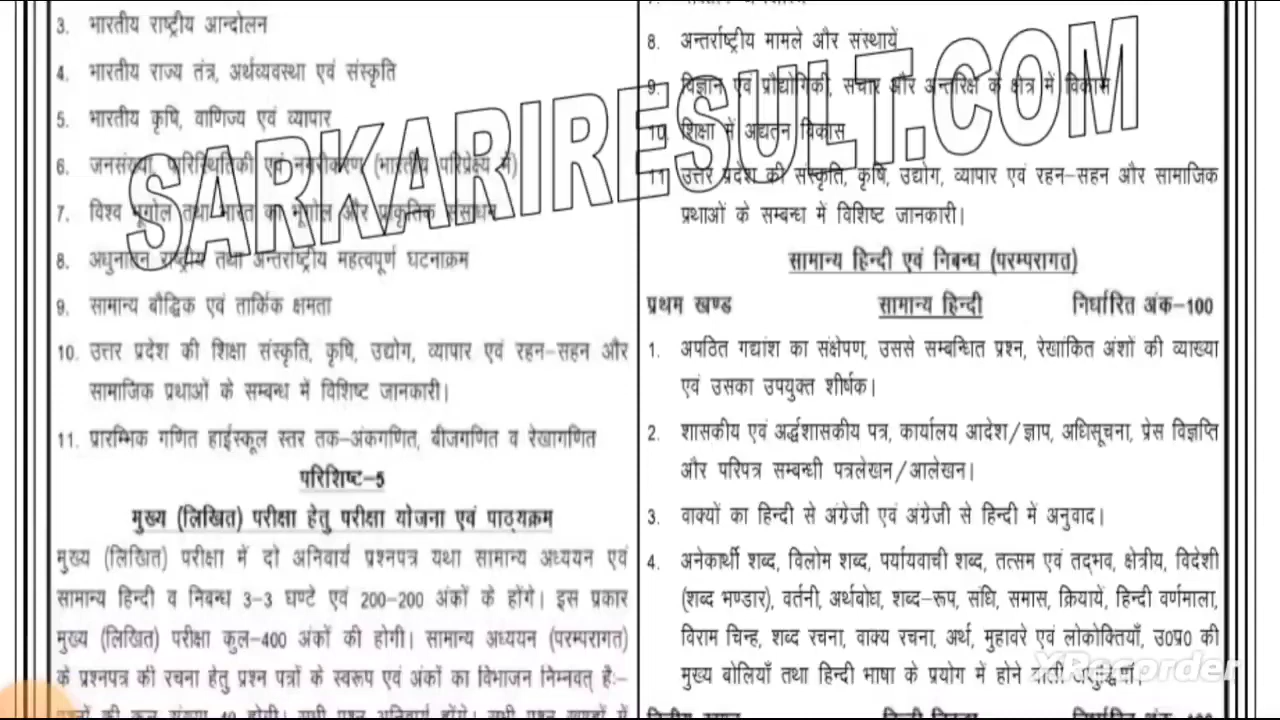 3. भारतीय राष्ट्रीय आन्दोलन
4. भारतीय राज्य तंत्र, अर्थव्यवस्था एवं संस्कृति
5. भारतीय कृषि, वाणिज्य एवं व्यापार
6. जनसंख्या, पारिस्थितिकी एवं नगरीकरण (भारतीय परिप्रेक्ष्य में)
7. विश्व भूगोल तथा भारत का भूगोल और प्राकृतिक संसाधन
8. अधुनातन राष्ट्रीय तथा अन्तर्राष्ट्रीय महत्वपूर्ण घटनाक्रम
9. सामान्य बौद्धिक एवं तार्किक क्षमता
10. उत्तर प्रदेश की शिक्षा संस्कृति, कृषि, उद्योग, व्यापार एवं रहन-सहन और
सामाजिक प्रथाओं के सम्बन्ध में विशिष्ट जानकारी।
11. प्रारम्भिक गणित हाईस्कूल स्तर तक-अंकगणित, बीजगणित व रेखागणित
परिशिष्ट-5
मुख्य (लिखित) परीक्षा हेतु परीक्षा योजना एवं पाठ्यक्रम
मुख्य (लिखित) परीक्षा में दो अनिवार्य प्रश्नपत्र यथा सामान्य अध्ययन एवं
सामान्य हिन्दी व निबन्ध 3-3 घण्टे एवं 200-200 अंकों के होंगे। इस प्रकार
मुख्य (लिखित) परीक्षा कुल-400 अंकों की होगी। सामान्य अध्ययन (परम्परागत)
के प्रश्नपत्र की रचना हेतु प्रश्न पत्रों के स्वरूप एवं अंकों का विभाजन निम्नवत् है:-
8. अन्तर्राष्ट्रीय मामले और संस्थायें
9. विज्ञान एवं प्रौद्योगिकी, संचार और अन्तरिक्ष के क्षेत्र में विकास
10. शिक्षा में अद्यतन विकास
11. उत्तर प्रदेश की संस्कृति, कृषि, उद्योग, व्यापार एवं रहन-सहन और सामाजिक
प्रथाओं के सम्बन्ध में विशिष्ट जानकारी।
सामान्य हिन्दी एवं निबन्ध (परम्परागत)
प्रथम खण्ड सामान्य हिन्दी निर्धारित अंक-100
1. अपठित गद्यांश का संक्षेपण, उससे सम्बन्धित प्रश्न, रेखांकित अंशों की व्याख्या
एवं उसका उपयुक्त शीर्षक।
2. शासकीय एवं अर्द्धशासकीय पत्र, कार्यालय आदेश/ज्ञाप, अधिसूचना, प्रेस विज्ञप्ति
और परिपत्र सम्बन्धी पत्रलेखन/आलेखन।
3. वाक्यों का हिन्दी से अंग्रेजी एवं अंग्रेजी से हिन्दी में अनुवाद।
4. अनेकार्थी शब्द, विलोम शब्द, पर्यायवाची शब्द, तत्सम एवं तद्भव, क्षेत्रीय, विदेशी
(शब्द भण्डार), वर्तनी, अर्थबोध, शब्द-रूप, संधि, समास, क्रियायें, हिन्दी वर्णमाला,
विराम चिन्ह, शब्द रचना, वाक्य रचना, अर्थ, मुहावरे एवं लोकोक्तियाँ, उ0प्र0 की
मुख्य बोलियाँ तथा हिन्दी भाषा के प्रयोग में होने वाली अशुद्धियाँ।
SARKARIRESULT.COM
XRecorder